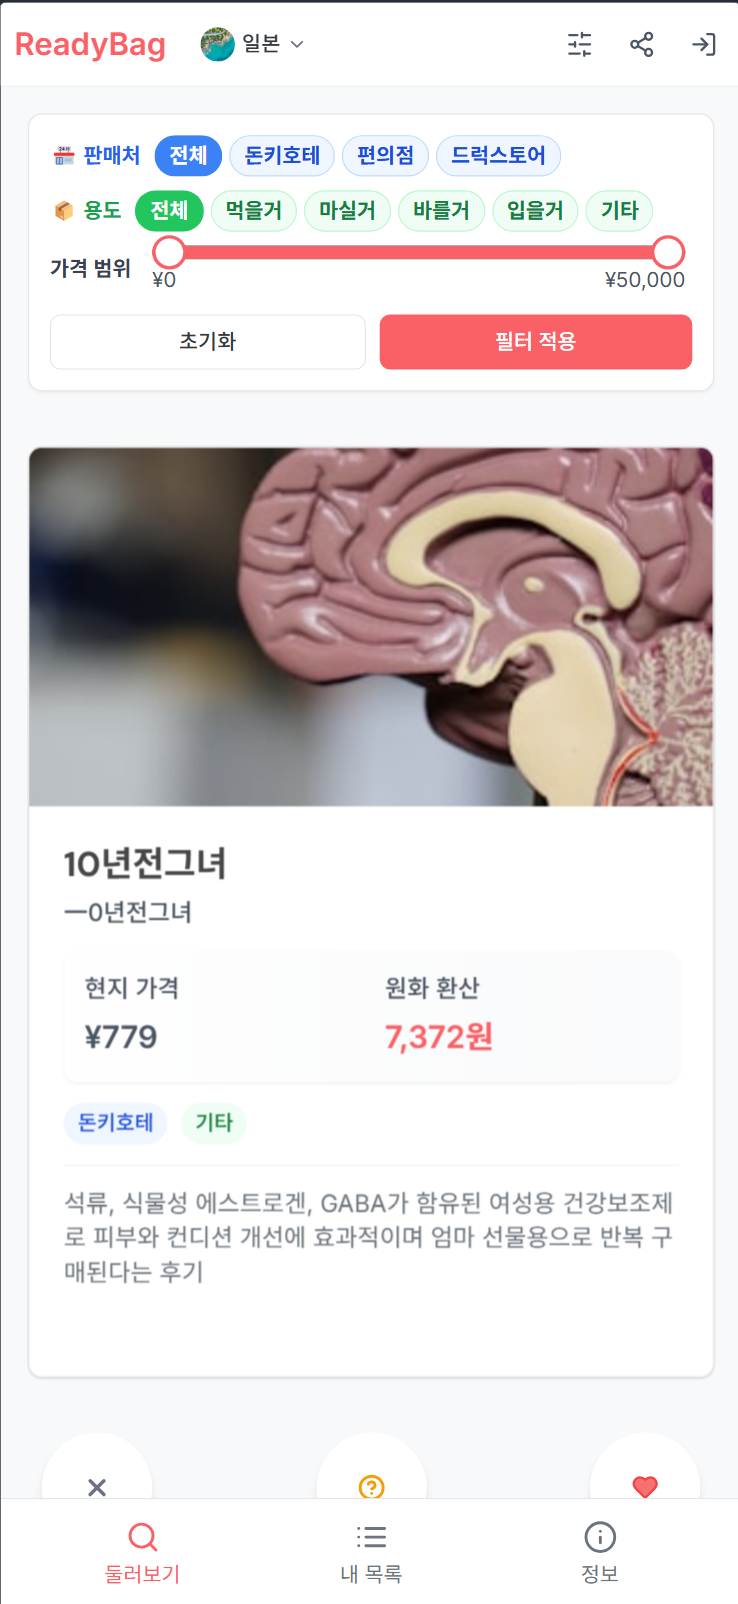 ReadyBag 일본
판매처 전체 돈키호테 편의점 드럭스토어
용도 전체 먹을거 마실거 바를거 입을거 기타
가격 범위
¥0 ¥50,000
초기화 필터 적용
10년전그녀
一0년전그녀
현지 가격 원화 환산
¥779 7,372원
돈키호테 기타
석류, 식물성 에스트로겐, GABA가 함유된 여성용 건강보조제
로 피부와 컨디션 개선에 효과적이며 엄마 선물용으로 반복 구
매된다는 후기
둘러보기 내 목록 정보